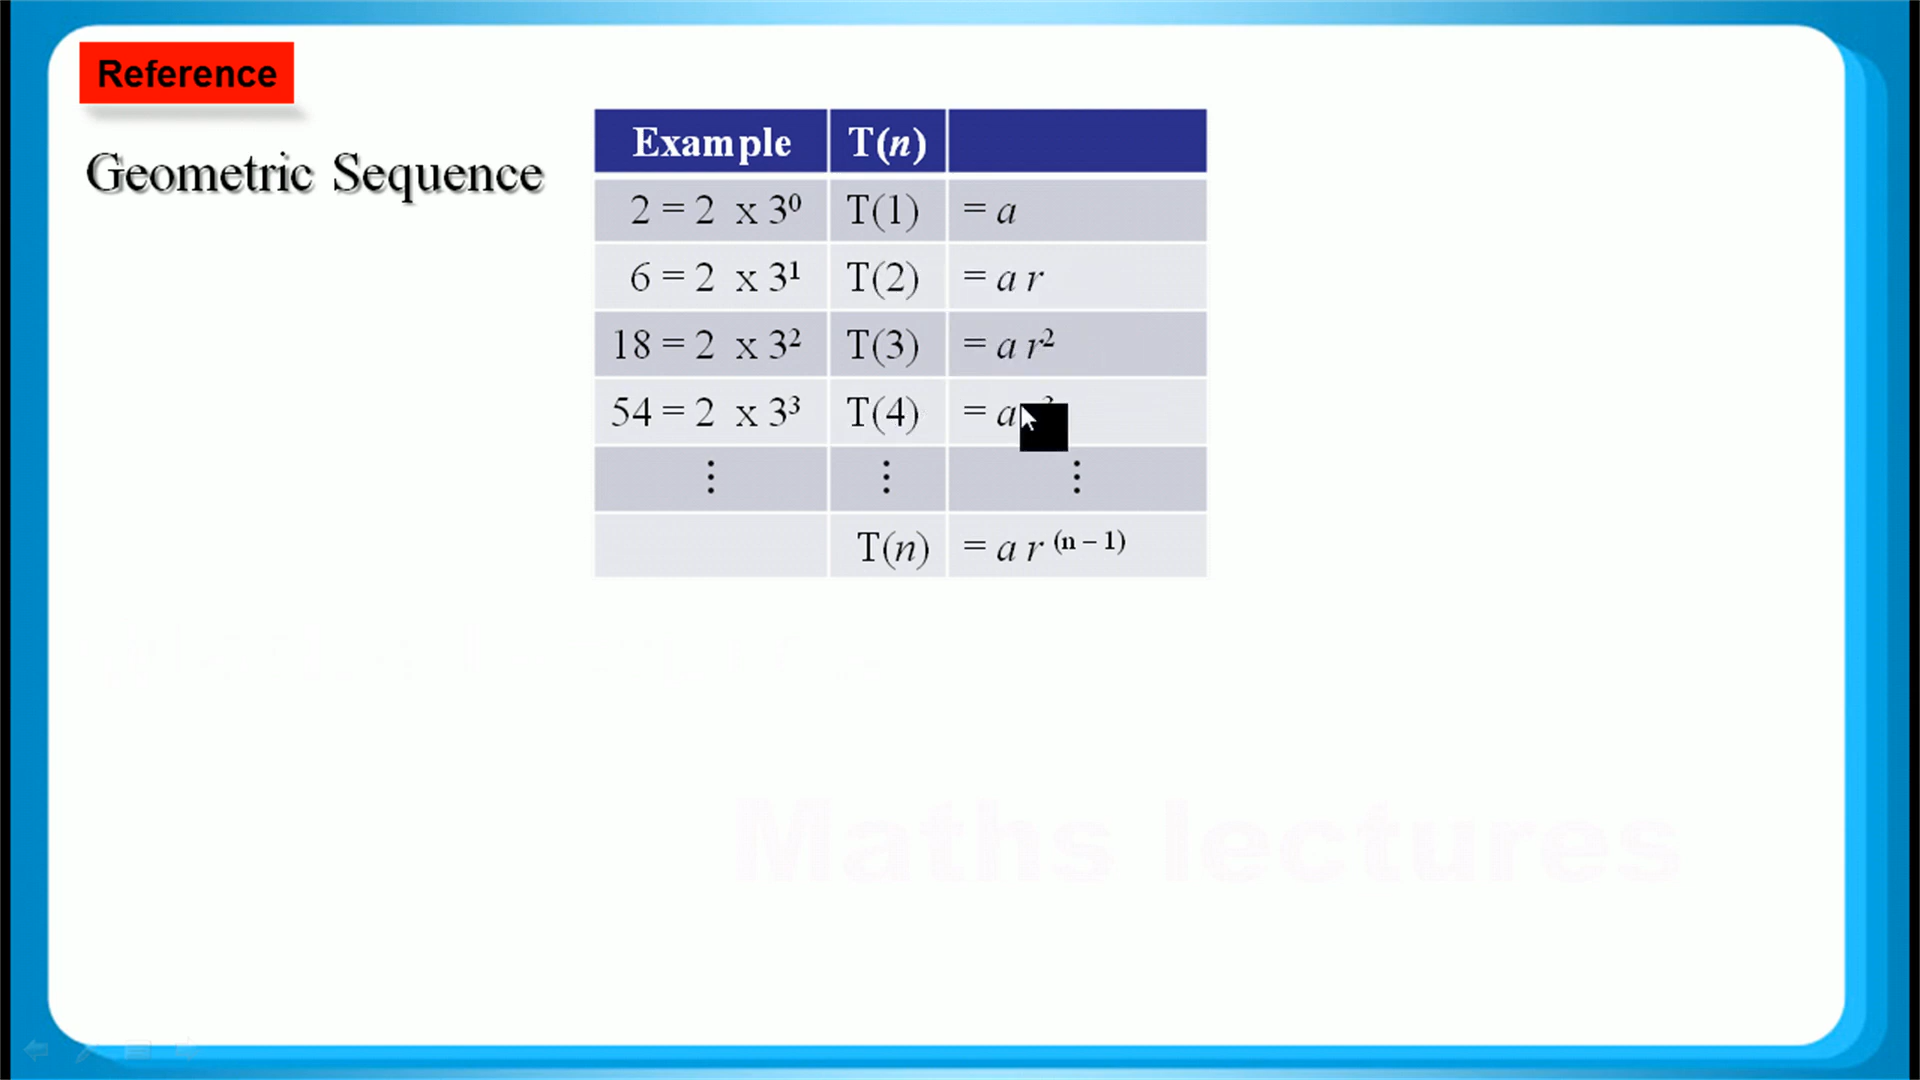 Reference
Geometric Sequence
Example T(n)
2 = 2 x 3⁰ T(1) = a
6 = 2 x 3¹ T(2) = a r
18 = 2 x 3² T(3) = a r²
54 = 2 x 3³ T(4) = a
⋮ ⋮ ⋮
T(n) = a r ⁽ⁿ ⁻ ¹⁾
Maths lectures